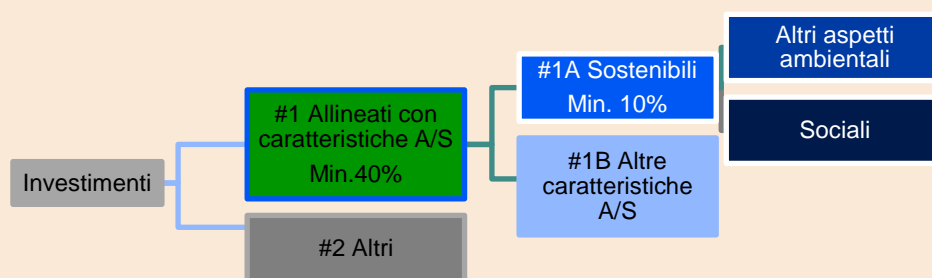 Investimenti
#1 Allineati con
caratteristiche A/S
Min.40%
#2 Altri
#1A Sostenibili
Min. 10%
#1B Altre
caratteristiche
A/S
Altri aspetti
ambientali
Sociali